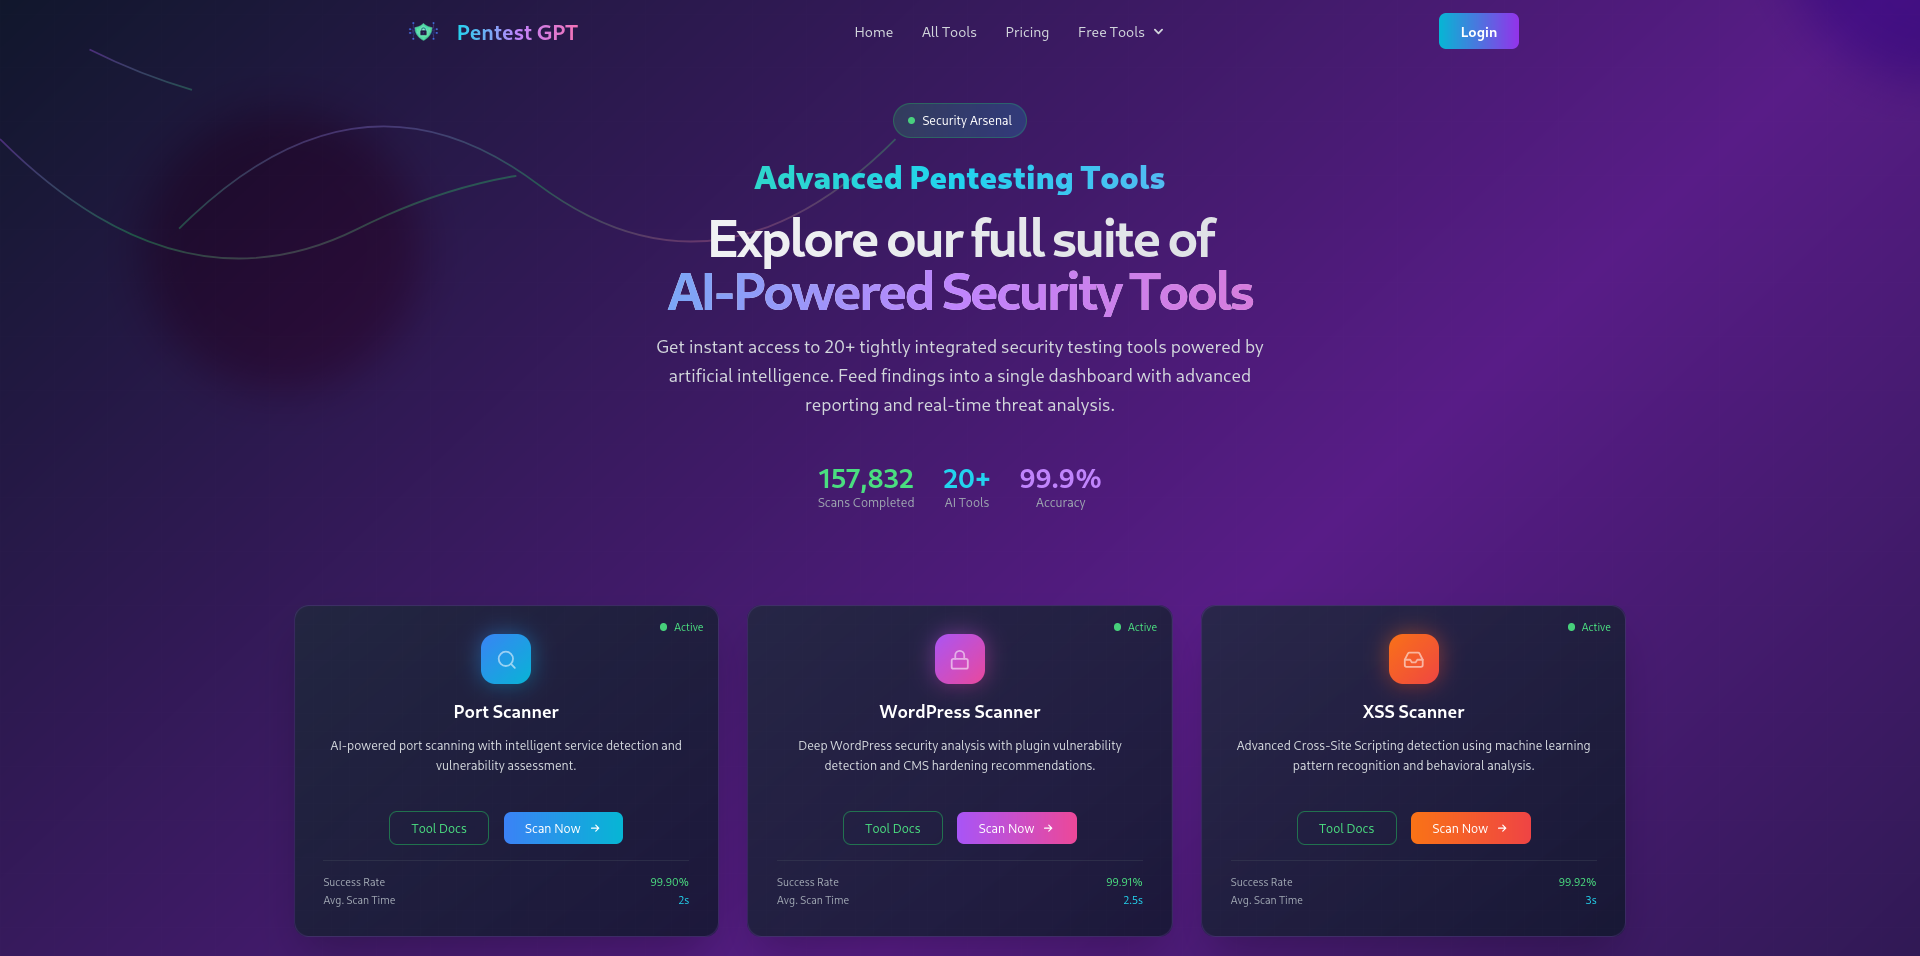 Pentest GPT
Home
All Tools
Pricing
Free Tools
Login
Security Arsenal
Advanced Pentesting Tools
Explore our full suite of
AI-Powered Security Tools
Get instant access to 20+ tightly integrated security testing tools powered by
artificial intelligence. Feed findings into a single dashboard with advanced
reporting and real-time threat analysis.
157,832
Scans Completed
20+
AI Tools
99.9%
Accuracy
Active
Port Scanner
AI-powered port scanning with intelligent service detection and
vulnerability assessment.
Tool Docs
Scan Now →
Success Rate 99.90%
Avg. Scan Time 2s
Active
WordPress Scanner
Deep WordPress security analysis with plugin vulnerability
detection and CMS hardening recommendations.
Tool Docs
Scan Now →
Success Rate 99.91%
Avg. Scan Time 2.5s
Active
XSS Scanner
Advanced Cross-Site Scripting detection using machine learning
pattern recognition and behavioral analysis.
Tool Docs
Scan Now →
Success Rate 99.92%
Avg. Scan Time 3s